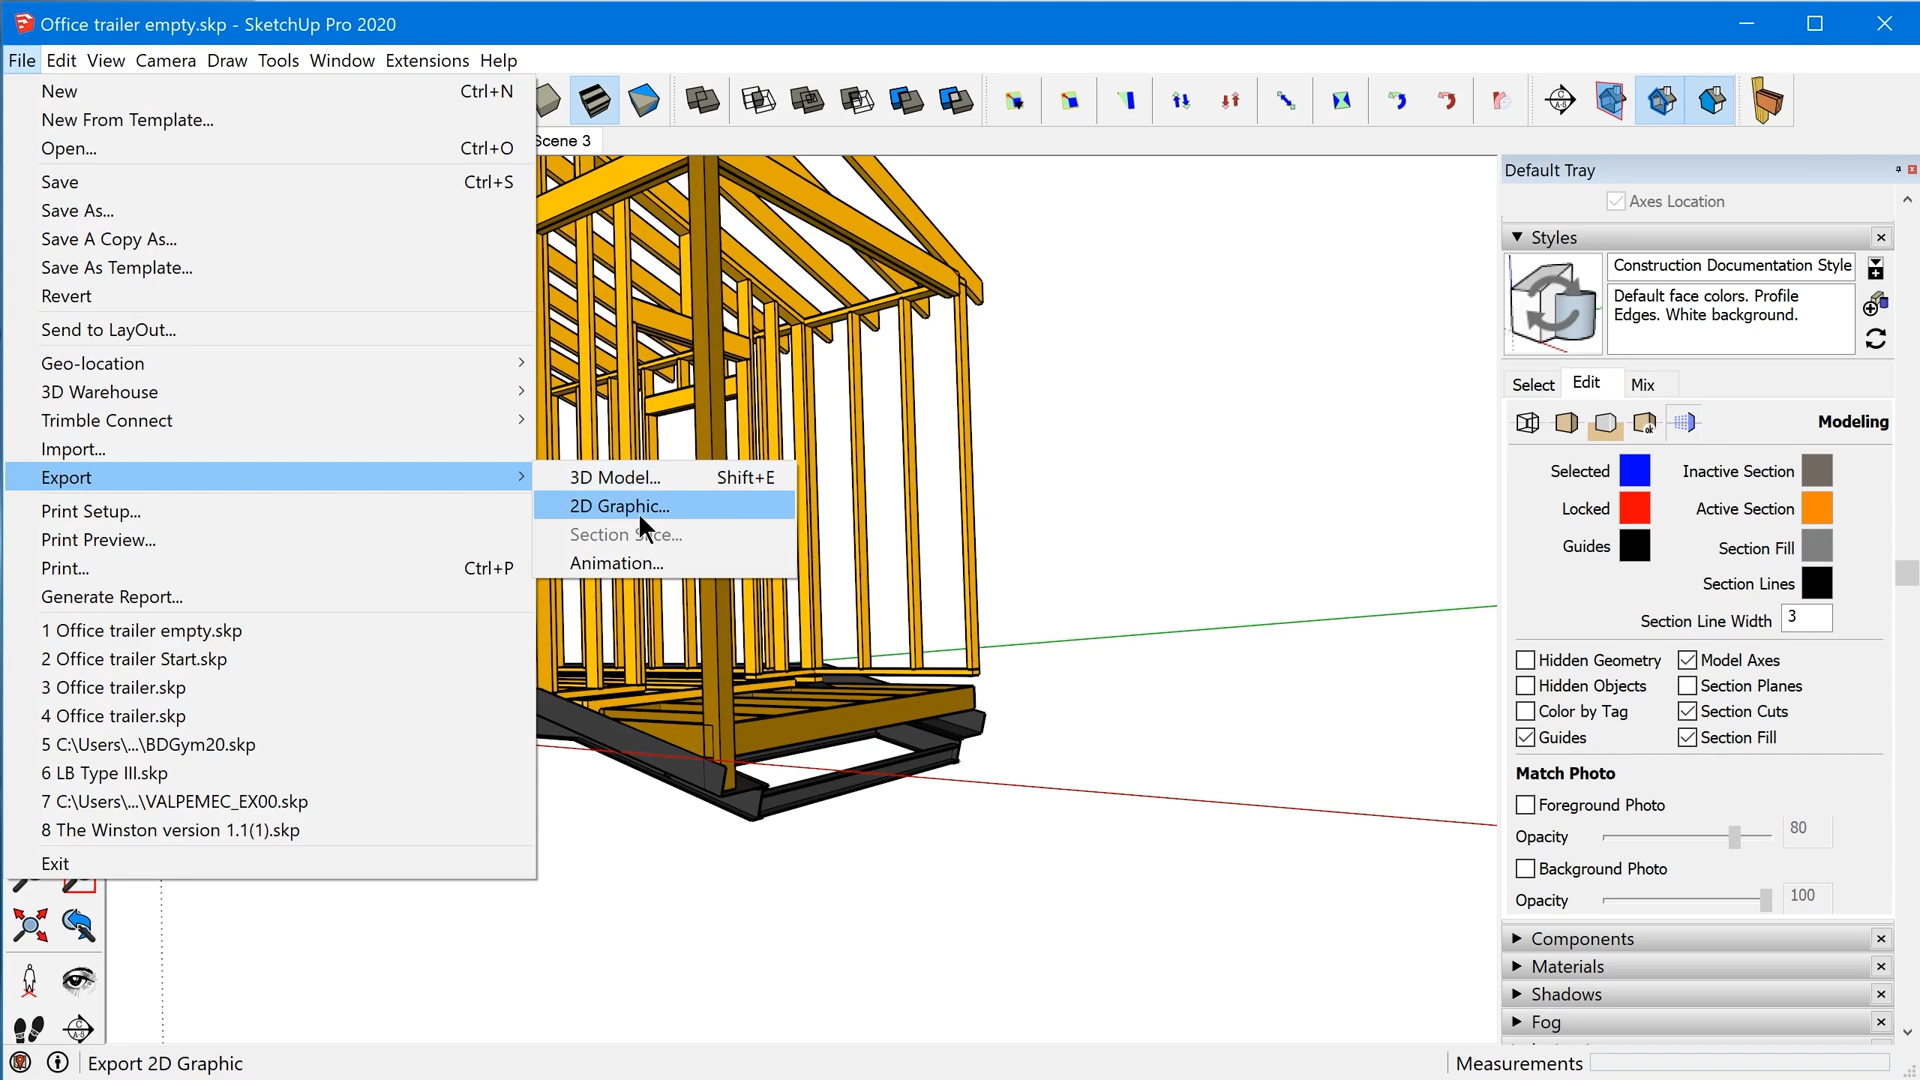 Office trailer empty.skp - SketchUp Pro 2020
File Edit View Camera Draw Tools Window Extensions Help
New Ctrl+N
New From Template...
Open... Ctrl+O
Save Ctrl+S
Save As...
Save A Copy As...
Save As Template...
Revert
Send to LayOut...
Geo-location
3D Warehouse
Trimble Connect
Import...
Export
Print Setup...
Print Preview...
Print... Ctrl+P
Generate Report...
1 Office trailer empty.skp
2 Office trailer Start.skp
3 Office trailer.skp
4 Office trailer.skp
5 C:\Users\...\BDGym20.skp
6 LB Type III.skp
7 C:\Users\...\VALPEMEC_EX00.skp
8 The Winston version 1.1(1).skp
Exit
3D Model... Shift+E
2D Graphic...
Section Slice...
Animation...
Scene 3
Default Tray
Axes Location
Styles
Construction Documentation Style
Default face colors. Profile
Edges. White background.
Select Edit Mix
Modeling
Selected Inactive Section
Locked Active Section
Guides Section Fill
Section Lines
Section Line Width 3
Hidden Geometry Model Axes
Hidden Objects Section Planes
Color by Tag Section Cuts
Guides Section Fill
Match Photo
Foreground Photo
Opacity 80
Background Photo
Opacity 100
Components
Materials
Shadows
Fog
Export 2D Graphic
Measurements